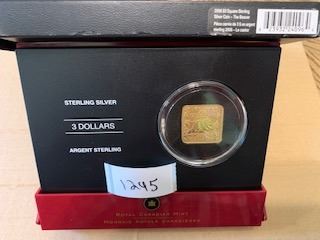 2006 $3 Square Sterling
Silver Coin - The Beaver
Pièce carrée de 3 $ en argent
sterling 2006 - Le castor
STERLING SILVER
3 DOLLARS
ARGENT STERLING
1245
ROYAL CANADIAN MINT
MONNAIE ROYALE CANADIENNE